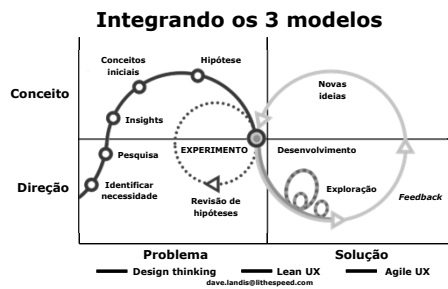 Integrando os 3 modelos
Conceito
Direção
Conceitos
iniciais
Hipótese
Insights
Pesquisa
Identificar
necessidade
EXPERIMENTO
Revisão de
hipóteses
Novas
ideias
Desenvolvimento
Exploração
Feedback
Problema
Solução
Design thinking
Lean UX
Agile UX
dave.landis@lithespeed.com